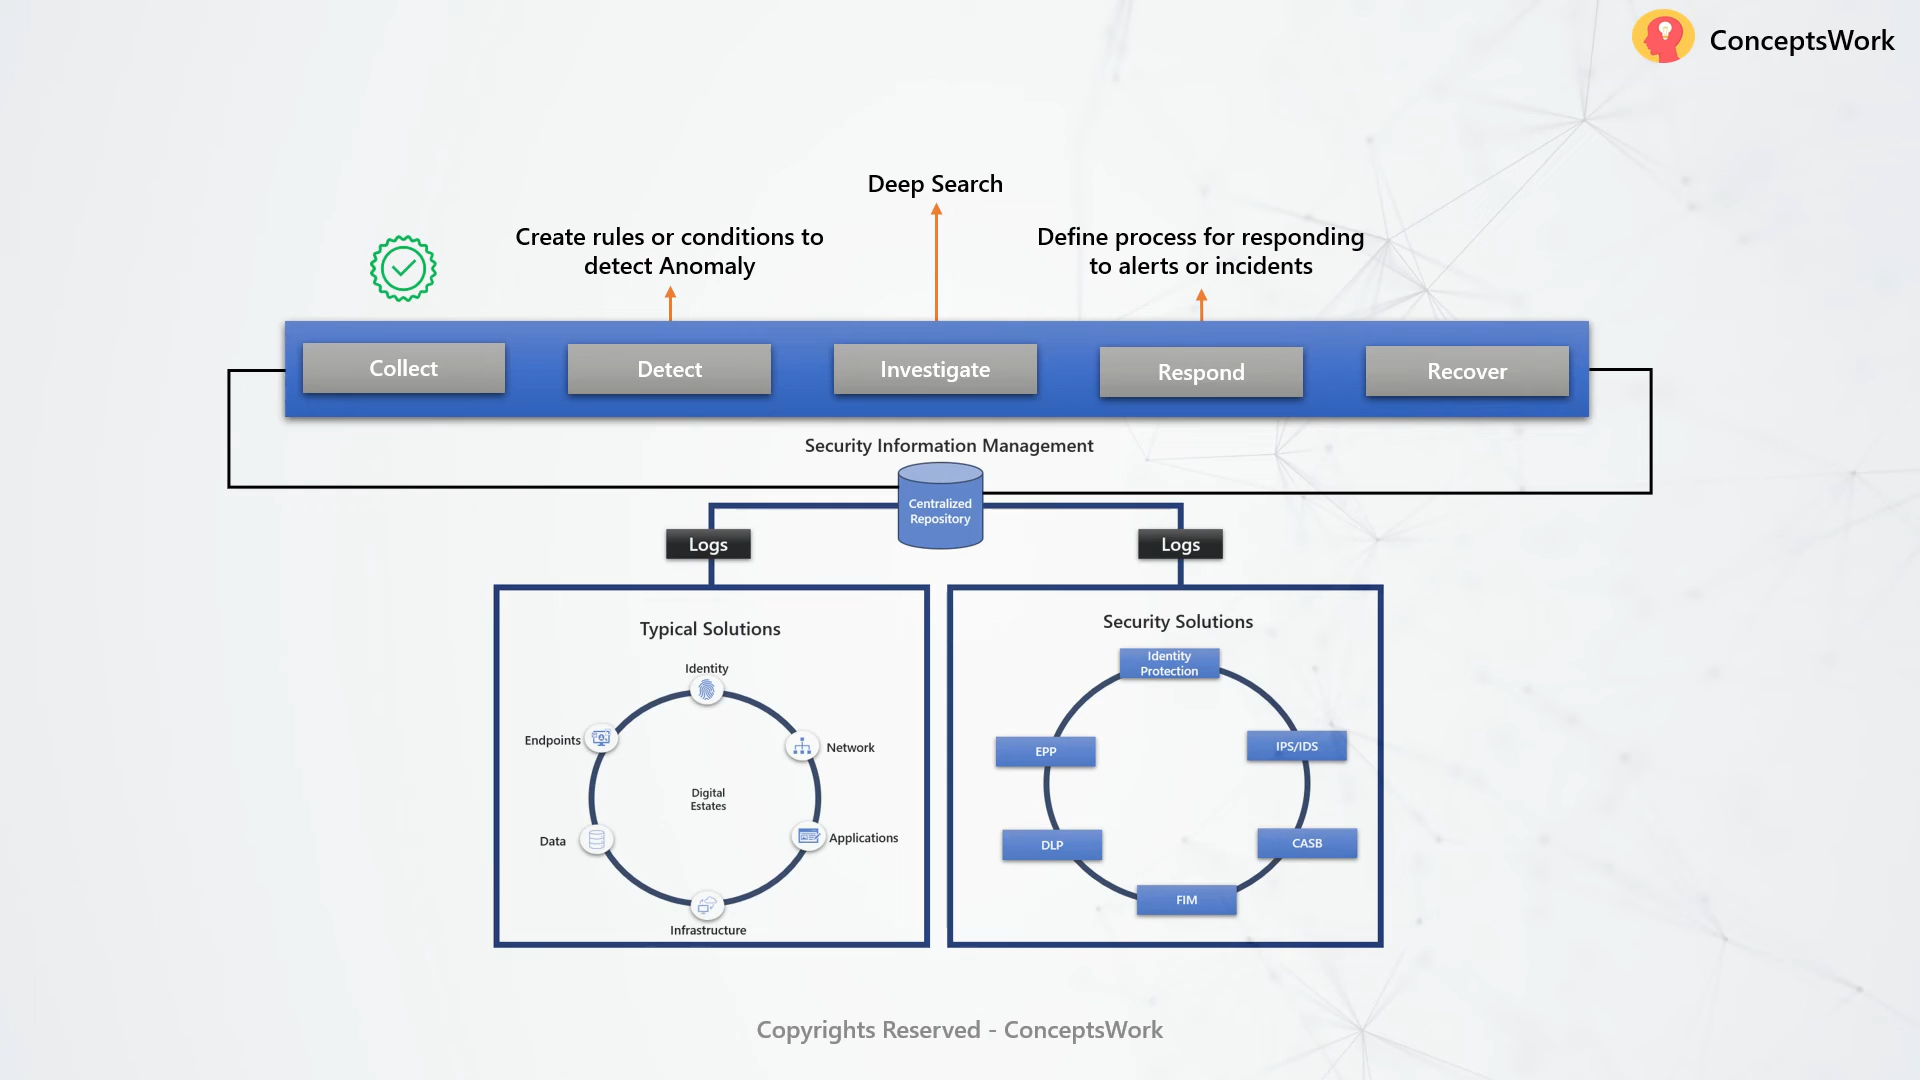 ConceptsWork
Deep Search
Create rules or conditions to
detect Anomaly
Define process for responding
to alerts or incidents
Collect
Detect
Investigate
Respond
Recover
Security Information Management
Centralized
Repository
Logs
Logs
Typical Solutions
Identity
Endpoints
Network
Digital
Estates
Data
Applications
Infrastructure
Security Solutions
Identity
Protection
EPP
IPS/IDS
DLP
CASB
FIM
Copyrights Reserved - ConceptsWork